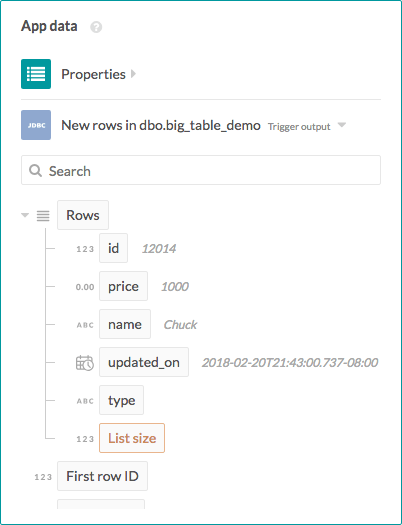 App data ?
Properties
JDBC New rows in dbo.big_table_demo Trigger output
Search
Rows
123 id 12014
0.00 price 1000
ABC name Chuck
updated_on 2018-02-20T21:43:00.737-08:00
ABC type
123 List size
123 First row ID